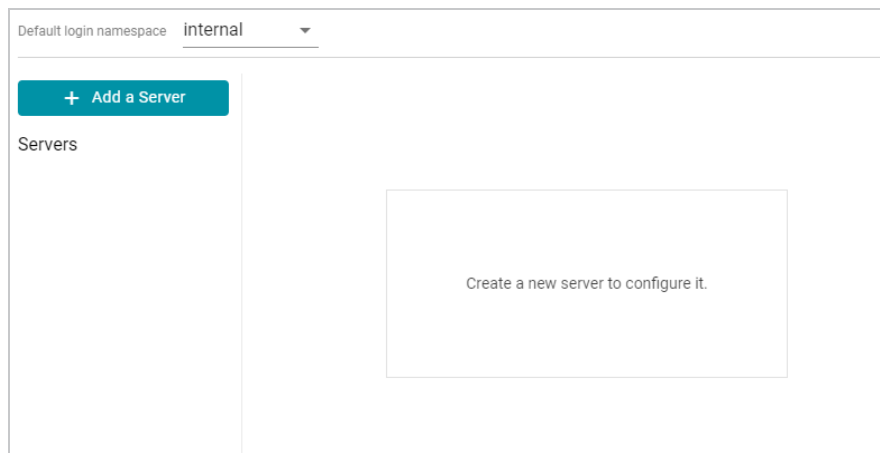 Default login namespace internal
+ Add a Server
Servers
Create a new server to configure it.